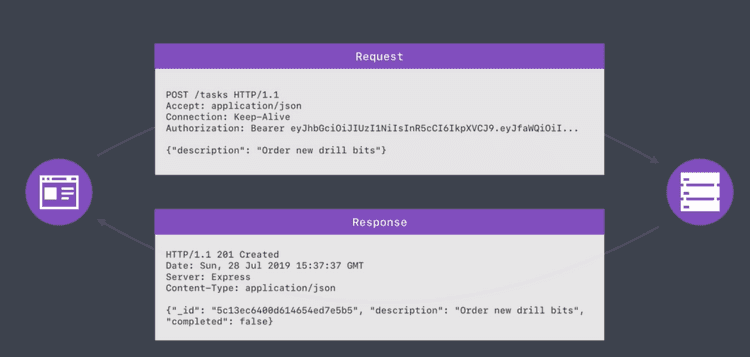 Request
POST /tasks HTTP/1.1
Accept: application/json
Connection: Keep-Alive
Authorization: Bearer eyJhbGciOiJIUzI1NiIsInR5cCI6IkpXVCJ9.eyJfaWQiOiI...
{"description": "Order new drill bits"}
Response
HTTP/1.1 201 Created
Date: Sun, 28 Jul 2019 15:37:37 GMT
Server: Express
Content-Type: application/json
{"_id": "5c13ec6400d614654ed7e5b5", "description": "Order new drill bits",
"completed": false}